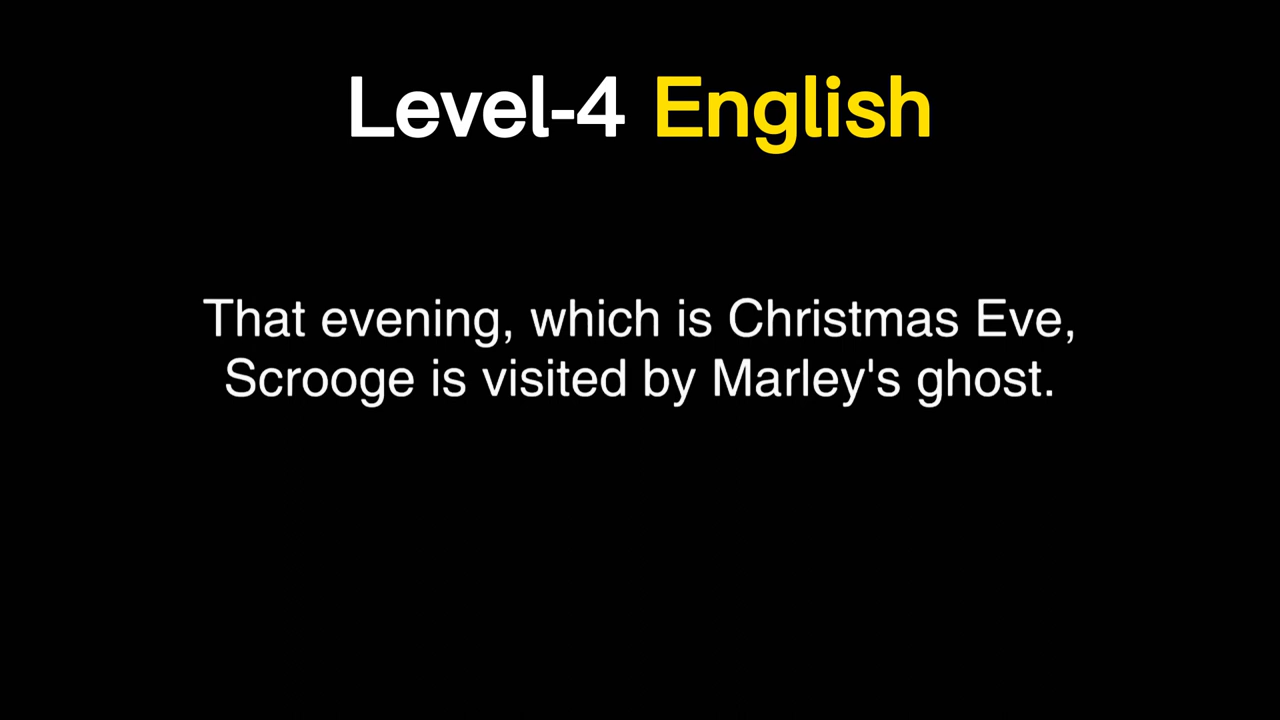 Level-4 English
That evening, which is Christmas Eve,
Scrooge is visited by Marley's ghost.